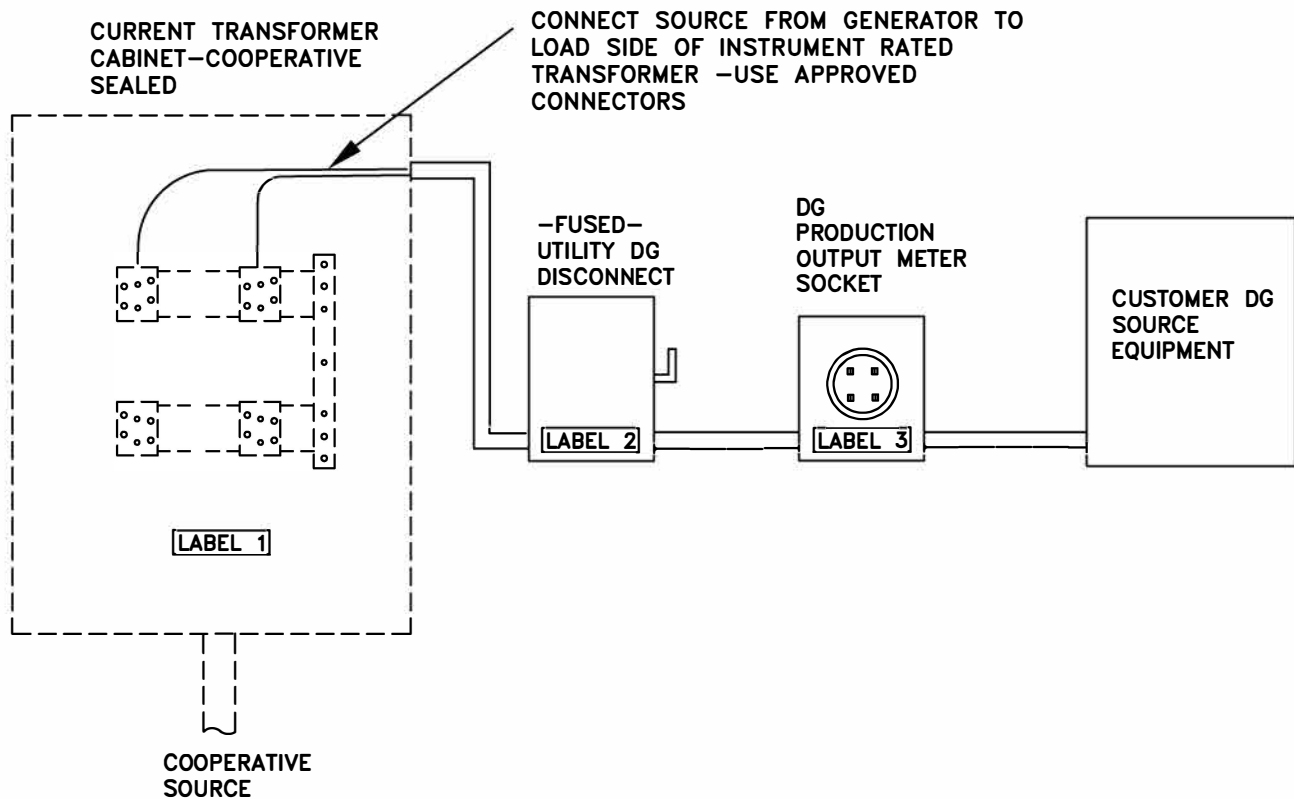 CURRENT TRANSFORMER
CABINET–COOPERATIVE
SEALED
CONNECT SOURCE FROM GENERATOR TO
LOAD SIDE OF INSTRUMENT RATED
TRANSFORMER –USE APPROVED
CONNECTORS
–FUSED–
UTILITY DG
DISCONNECT
DG
PRODUCTION
OUTPUT METER
SOCKET
CUSTOMER DG
SOURCE
EQUIPMENT
LABEL 2
LABEL 3
LABEL 1
COOPERATIVE
SOURCE